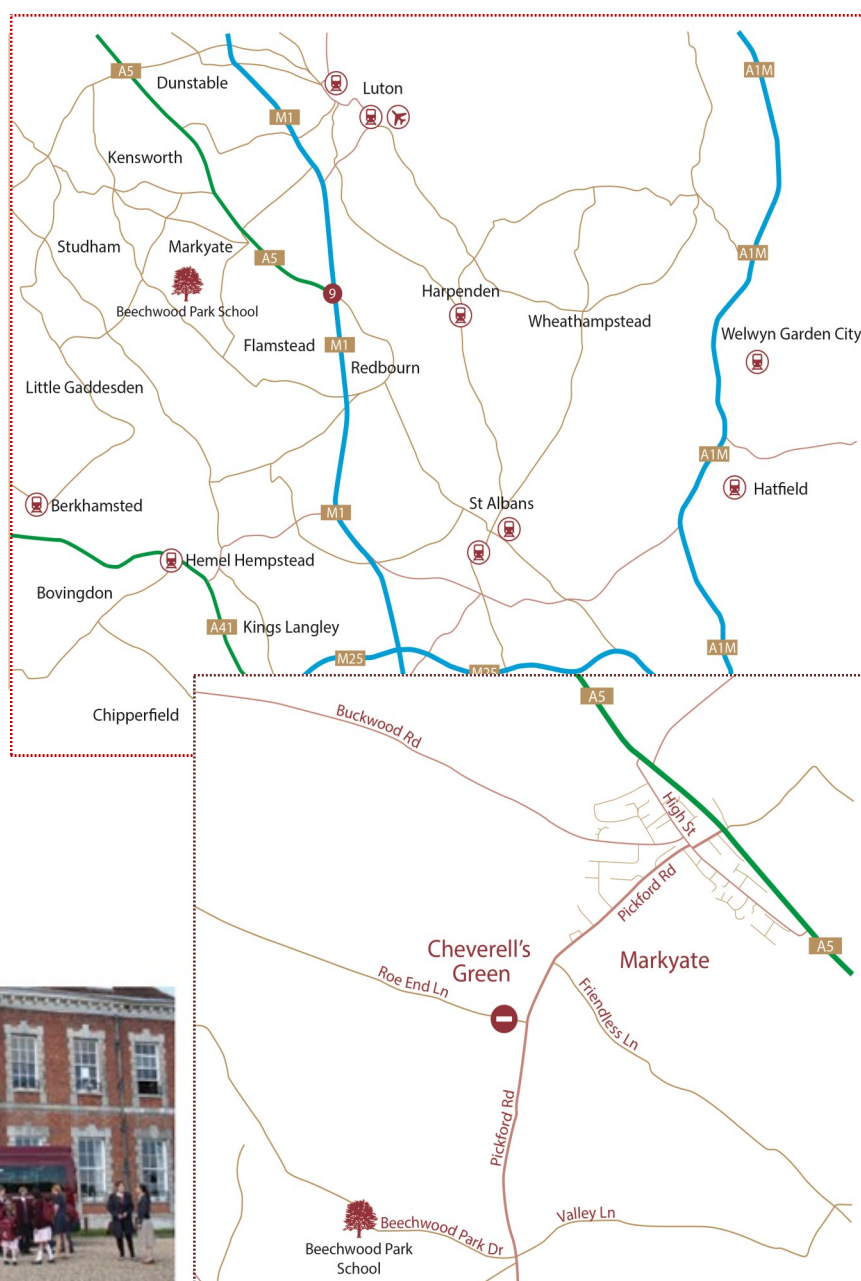 A5
Dunstable
Luton
A1M
M1
Kensworth
Studham
Markyate
A5
A1M
Beechwood Park School
9
Harpenden
Wheathampstead
Flamstead
M1
Redbourn
Welwyn Garden City
Little Gaddesden
A1M
Berkhamsted
M1
St Albans
Hatfield
Hemel Hempstead
Bovingdon
A41
Kings Langley
A1M
M25
M25
Chipperfield
A5
Buckwood Rd
High St
Pickford Rd
Cheverell's
Green
Markyate
A5
Roe End Ln
Friendless Ln
Pickford Rd
Beechwood Park Dr
Valley Ln
Beechwood Park
School